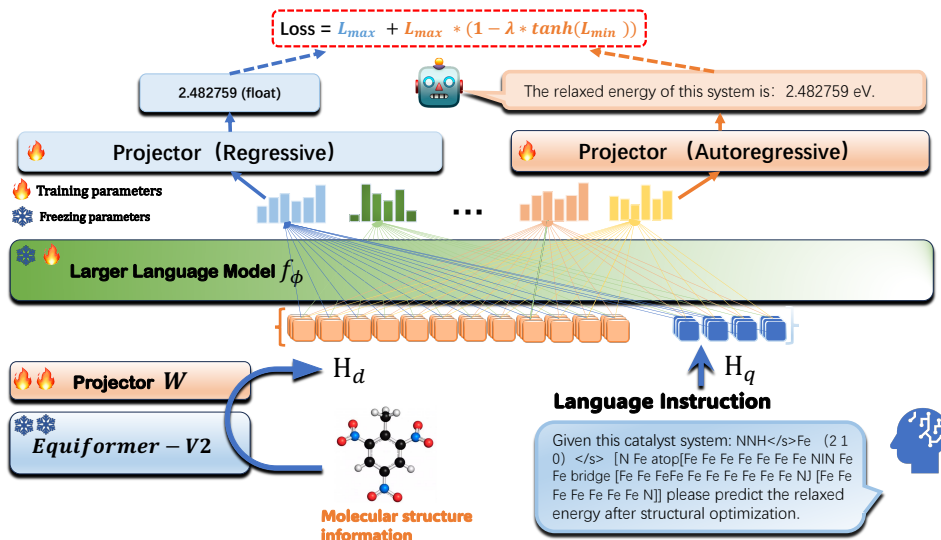 Loss = L_max + L_max * (1 − λ * tanh(L_min ))
2.482759 (float)
The relaxed energy of this system is: 2.482759 eV.
Projector (Regressive)
Projector (Autoregressive)
Training parameters
Freezing parameters
...
Larger Language Model f_ϕ
H_d
H_q
Projector W
Equiformer − V2
Molecular structure
information
Language Instruction
Given this catalyst system: NNH</s>Fe (2 1
0) </s> [N Fe atop[Fe Fe Fe Fe Fe Fe Fe NIN Fe
Fe bridge [Fe Fe FeFe Fe Fe Fe Fe Fe NJ [Fe Fe
Fe Fe Fe Fe Fe N]] please predict the relaxed
energy after structural optimization.